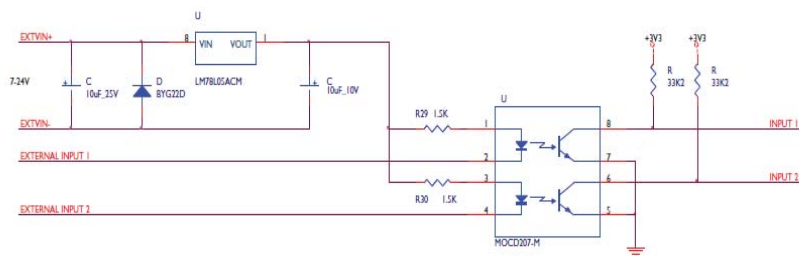 U
EXTVIN+
8 VIN VOUT 1
+3V3 +3V3
7-24V
C
10uF_25V
D
BYG22D
LM78L05ACM
C
10uF_10V
R
33K2
R
33K2
R29 1.5K
U
EXTVIN-
1
8
INPUT 1
EXTERNAL INPUT 1
2
7
3
6
INPUT 2
R30 1.5K
EXTERNAL INPUT 2
4
5
MOCD207-M